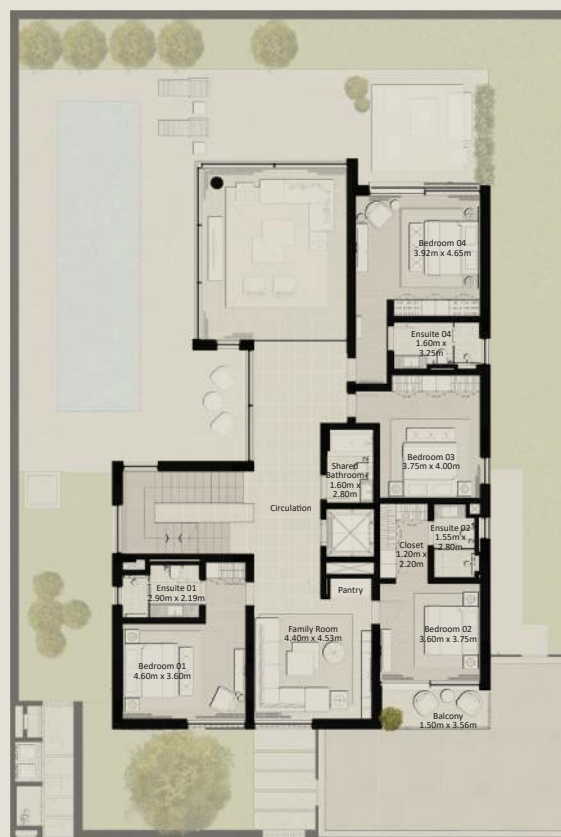 Bedroom 04
3.92m x 4.65m
Ensuite 04
1.60m x
3.25m
Bedroom 03
3.75m x 4.00m
Shared
Bathroom
1.60m x
2.80m
Circulation
Ensuite 02
1.55m x
2.80m
Closet
1.20m x
2.20m
Ensuite 01
2.90m x 2.19m
Pantry
Family Room
4.40m x 4.53m
Bedroom 02
3.60m x 3.75m
Bedroom 01
4.60m x 3.60m
Balcony
1.50m x 3.56m